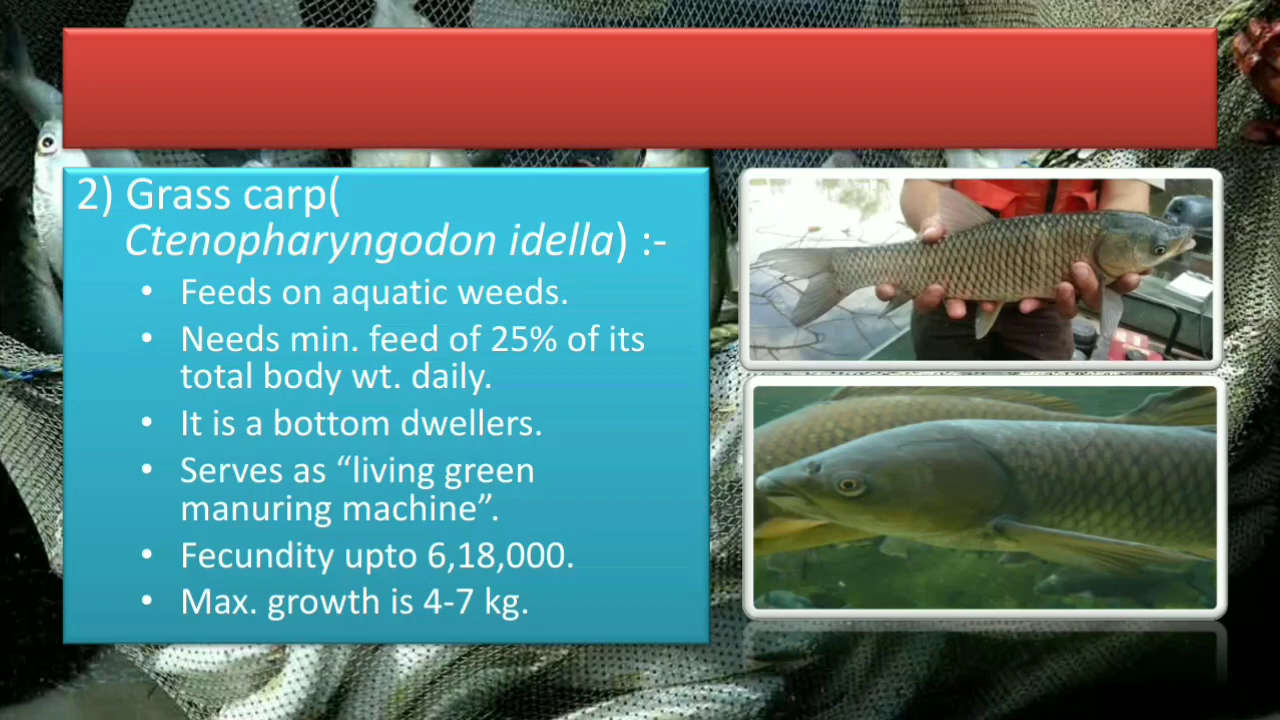 2) Grass carp(
Ctenopharyngodon idella) :-
• Feeds on aquatic weeds.
• Needs min. feed of 25% of its
total body wt. daily.
• It is a bottom dwellers.
• Serves as “living green
manuring machine”.
• Fecundity upto 6,18,000.
• Max. growth is 4-7 kg.